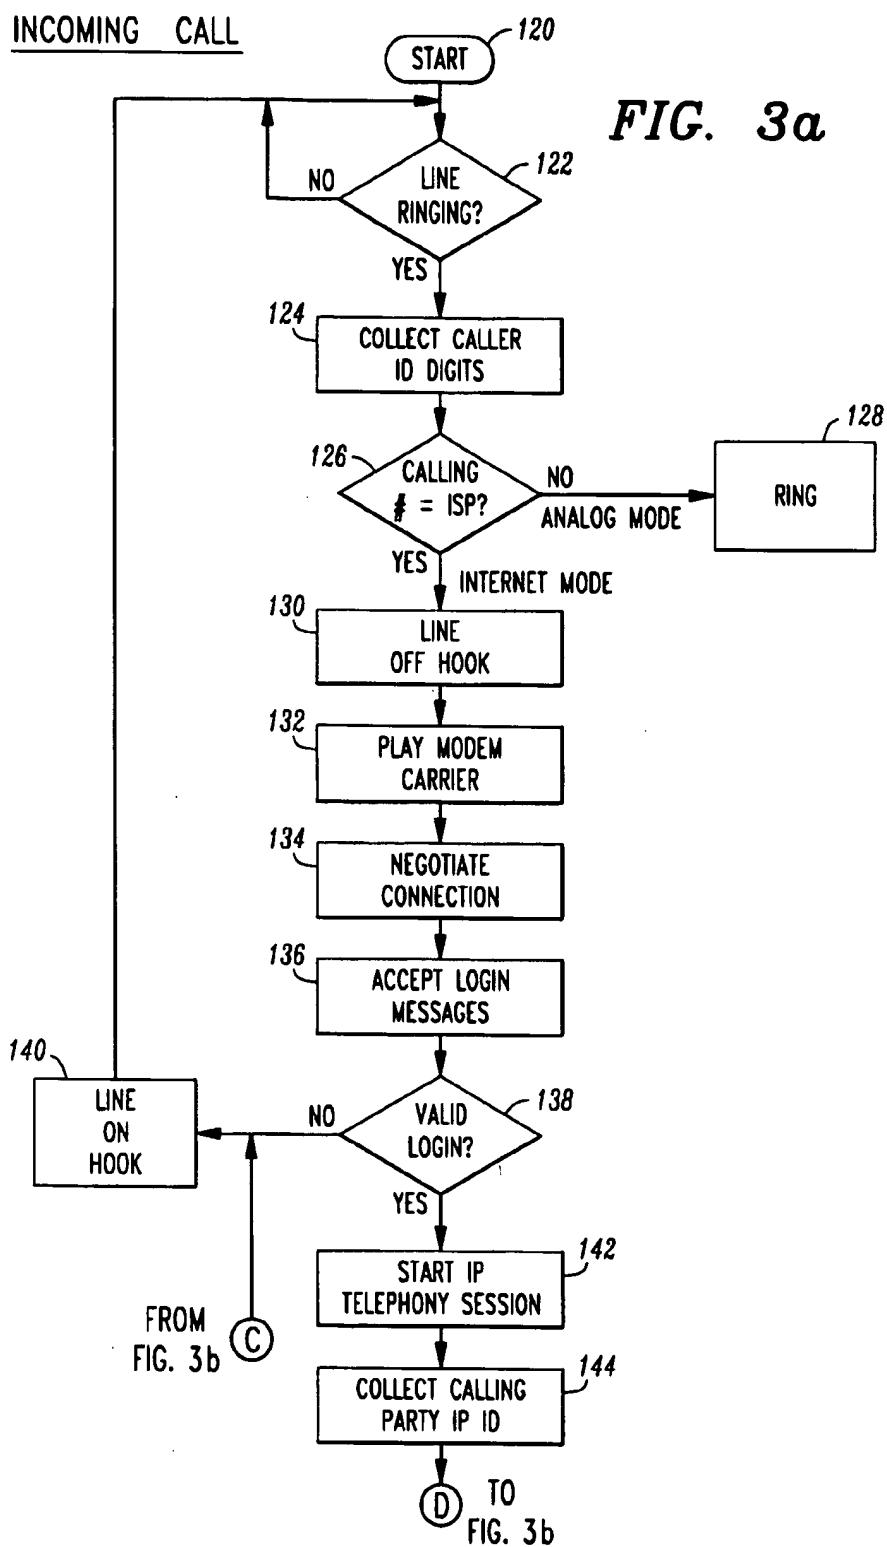 INCOMING CALL
120
START
FIG. 3a
NO
LINE
RINGING?
122
YES
124
COLLECT CALLER
ID DIGITS
126
CALLING
# = ISP?
NO
ANALOG MODE
128
RING
YES
INTERNET MODE
130
LINE
OFF HOOK
132
PLAY MODEM
CARRIER
134
NEGOTIATE
CONNECTION
136
ACCEPT LOGIN
MESSAGES
140
LINE
ON
HOOK
NO
VALID
LOGIN?
138
YES
142
START IP
TELEPHONY SESSION
FROM
FIG. 3b
C
144
COLLECT CALLING
PARTY IP ID
D
TO
FIG. 3b